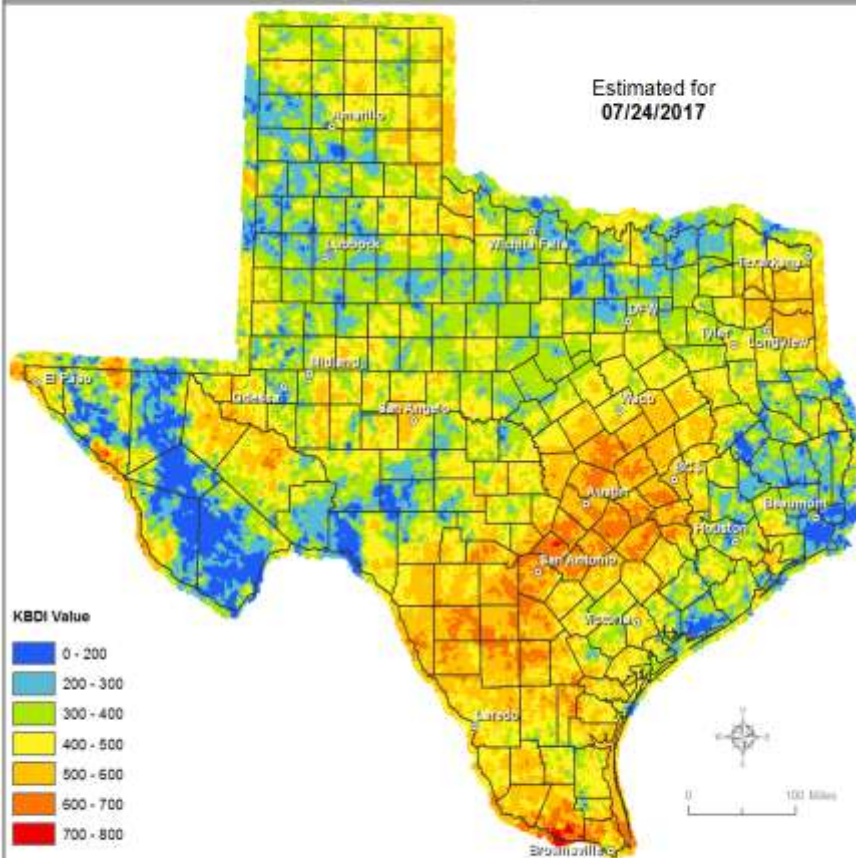 Estimated for
07/24/2017
Amarillo
Lubbock
Wichita Falls
Texarkana
DFW
Tyler
Longview
Midland
El Paso
Odessa
San Angelo
Waco
BCS
Austin
Beaumont
Houston
San Antonio
Victoria
KBDI Value
0 - 200
200 - 300
300 - 400
400 - 500
500 - 600
600 - 700
700 - 800
Laredo
0 100 Miles
Brownsville